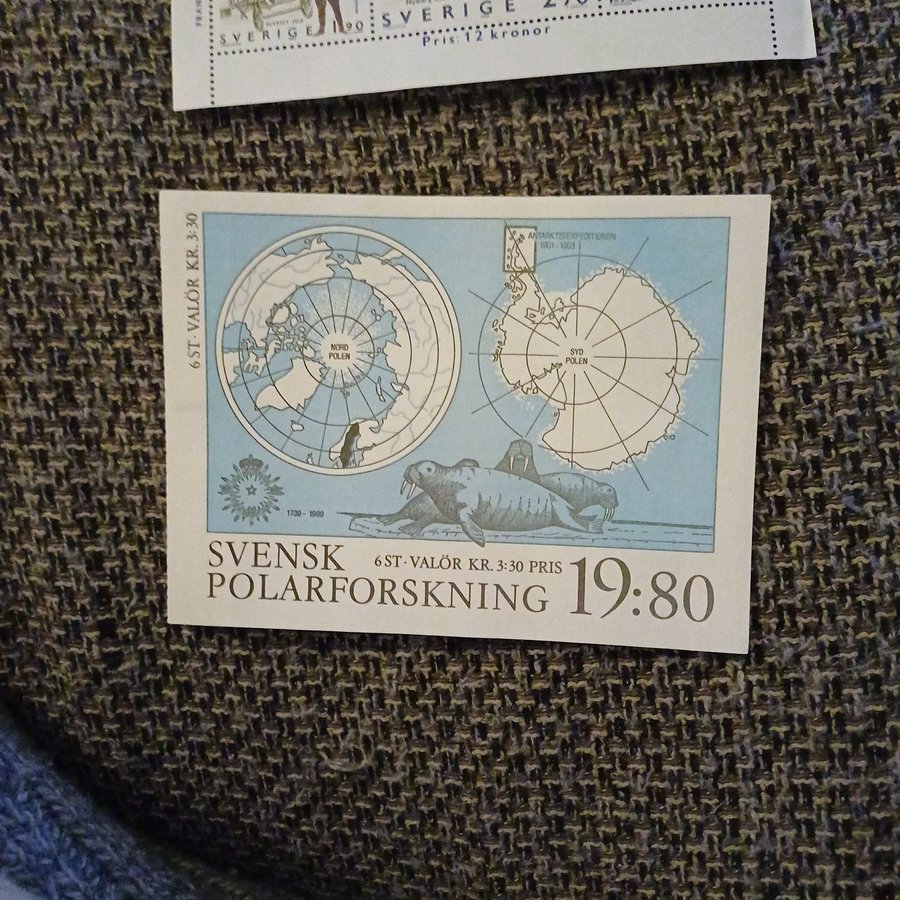 SVERIGE
SVERIGE
Pris: 12 kronor
6 ST · VALÖR KR. 3:30
ANTARKTISEXPEDITIONEN
1901-1903
NORD
POLEN
SYD
POLEN
1739 - 1989
SVENSK
POLARFORSKNING
6 ST · VALÖR KR. 3:30 PRIS
19:80